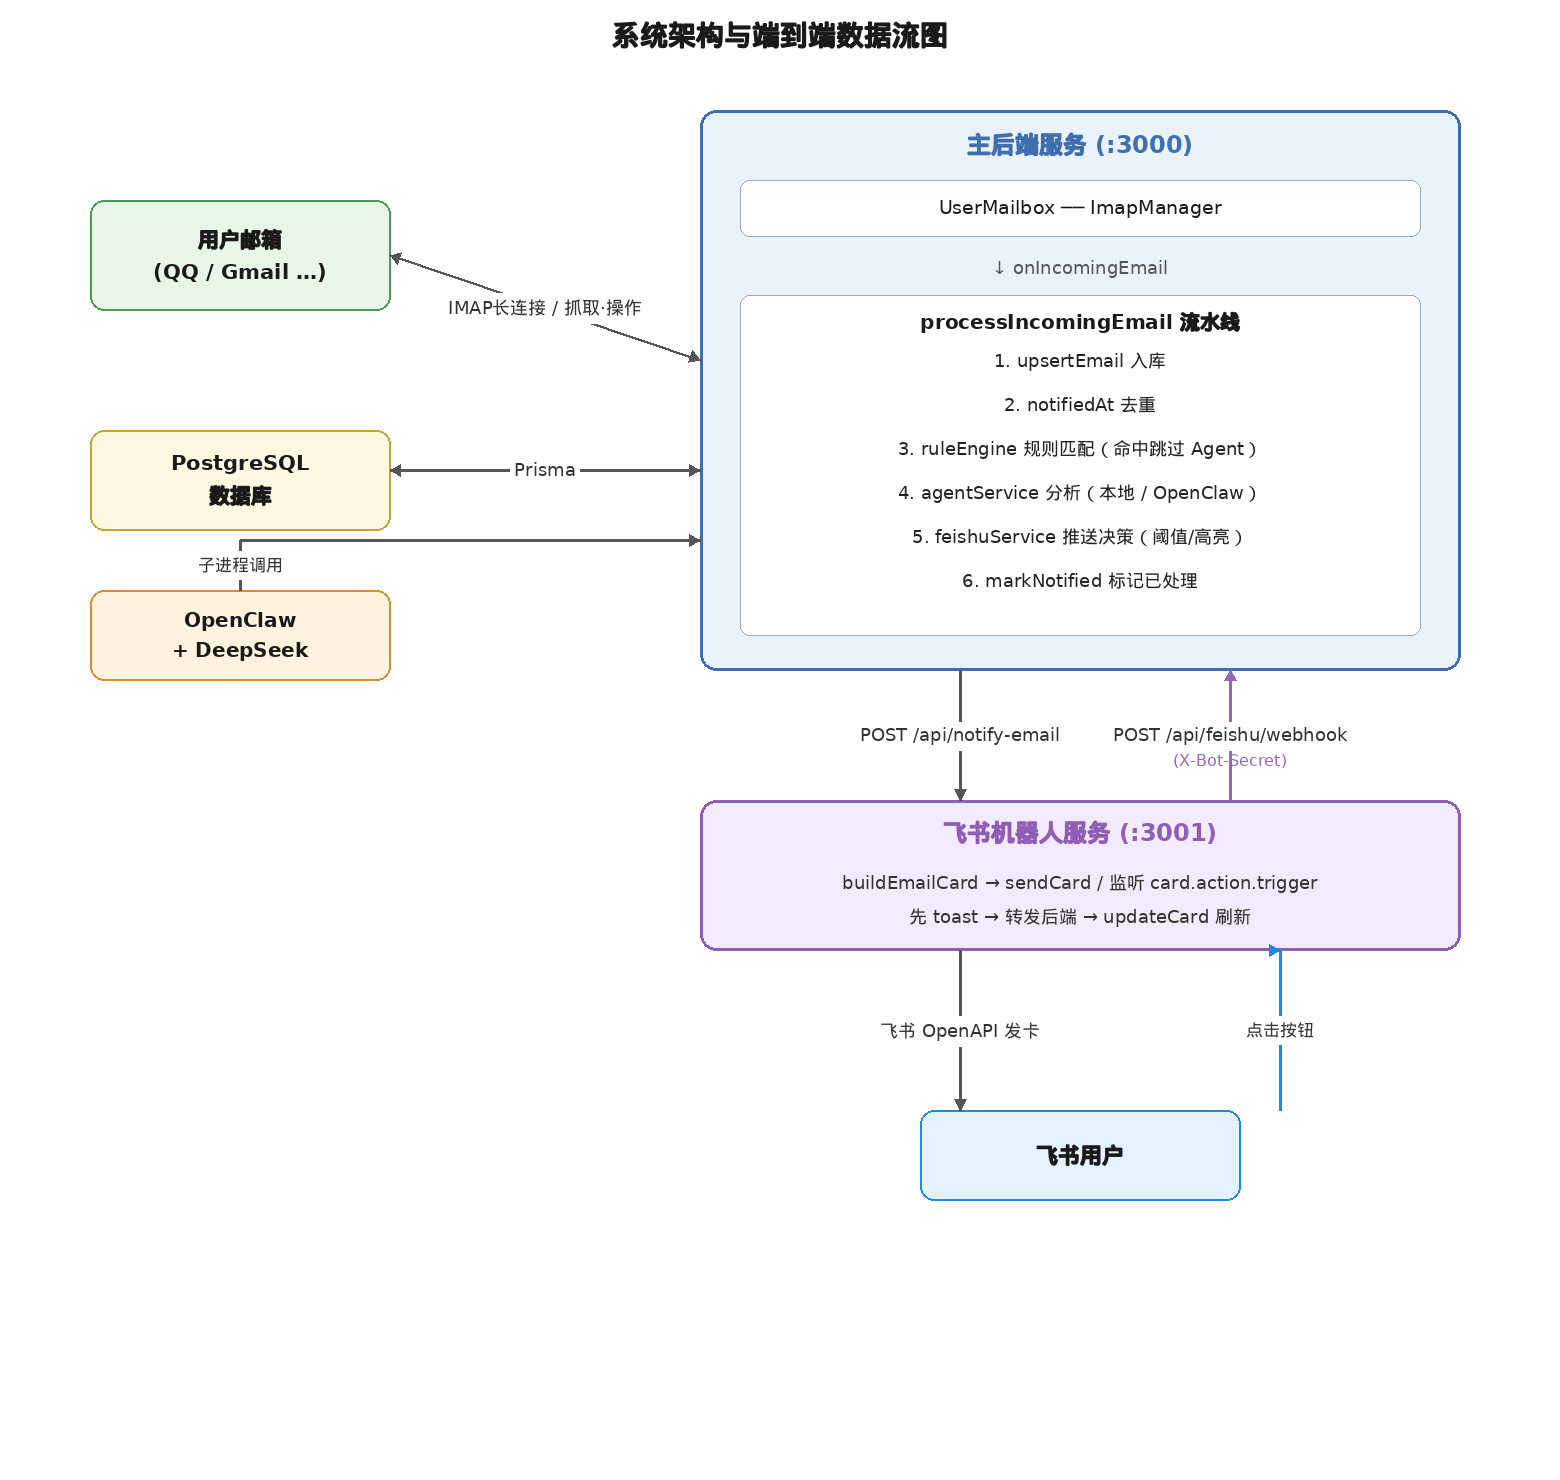 系统架构与端到端数据流图
主后端服务 (:3000)
UserMailbox ── ImapManager
↓ onIncomingEmail
processIncomingEmail 流水线
1. upsertEmail 入库
2. notifiedAt 去重
3. ruleEngine 规则匹配（命中跳过 Agent）
4. agentService 分析（本地 / OpenClaw）
5. feishuService 推送决策（阈值/高亮）
6. markNotified 标记已处理
用户邮箱
(QQ / Gmail ...)
IMAP长连接 / 抓取·操作
PostgreSQL
数据库
Prisma
子进程调用
OpenClaw
+ DeepSeek
POST /api/notify-email
POST /api/feishu/webhook
(X-Bot-Secret)
飞书机器人服务 (:3001)
buildEmailCard → sendCard / 监听 card.action.trigger
先 toast → 转发后端 → updateCard 刷新
飞书 OpenAPI 发卡
点击按钮
飞书用户